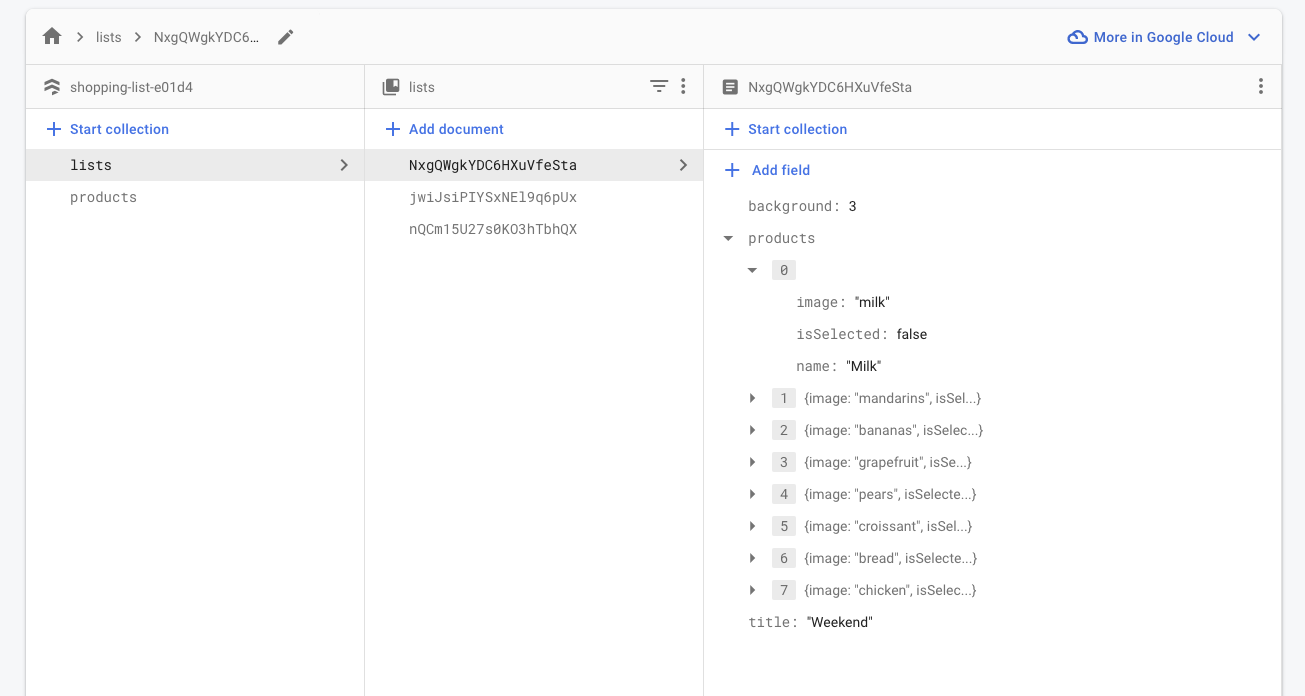 lists NxgQWgkYDC6... More in Google Cloud
shopping-list-e01d4
Start collection
lists
products
lists
Add document
NxgQWgkYDC6HXuVfeSta
jwiJsiPIYSxNEl9q6pUx
nQCm15U27s0KO3hTbhQX
NxgQWgkYDC6HXuVfeSta
Start collection
Add field
background: 3
products
0
image: "milk"
isSelected: false
name: "Milk"
1 {image: "mandarins", isSel...}
2 {image: "bananas", isSelec...}
3 {image: "grapefruit", isSe...}
4 {image: "pears", isSelecte...}
5 {image: "croissant", isSel...}
6 {image: "bread", isSelecte...}
7 {image: "chicken", isSelec...}
title: "Weekend"